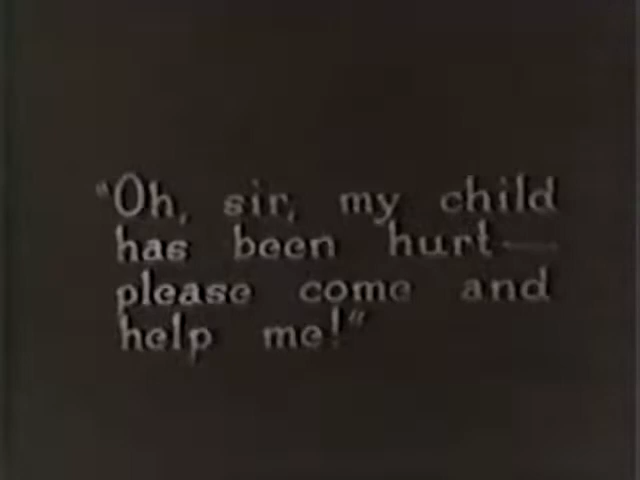 "Oh, sir, my child
has been hurt—
please come and
help me!"